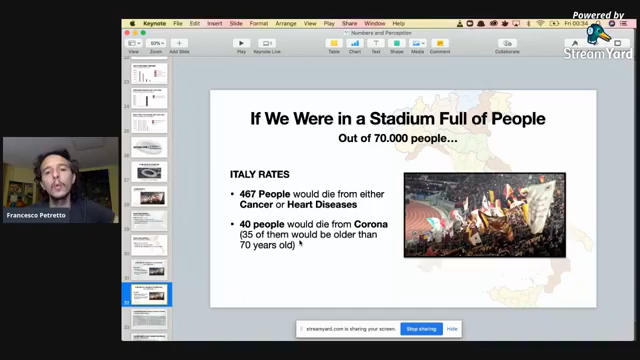 Keynote File Edit Insert Slide Format Arrange View Play Share Window Help
Fri 00:34
Powered by
StreamYard
Numbers and Perception
50%
View Zoom Add Slide
Play Keynote Live
Table Chart Text Shape Media Comment
Collaborate
If We Were in a Stadium Full of People
Out of 70.000 people...
ITALY RATES
• 467 People would die from either
Cancer or Heart Diseases
• 40 people would die from Corona
(35 of them would be older than
70 years old)
Francesco Petretto
streamyard.com is sharing your screen.
Stop sharing
Hide